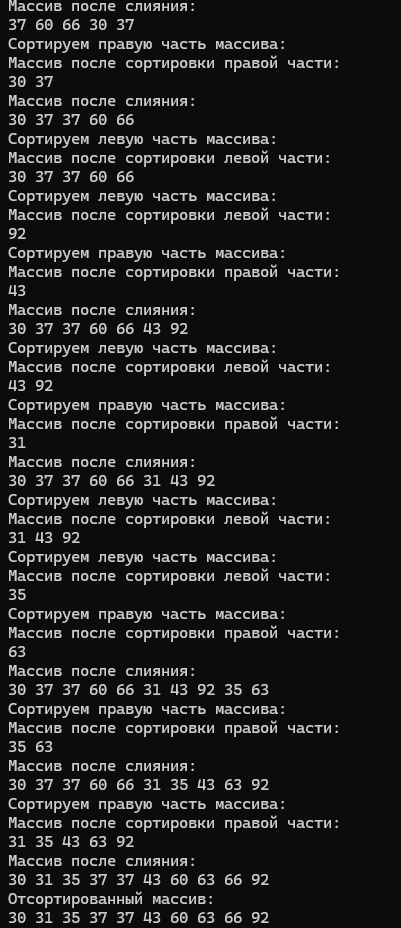 Массив после слияния:
37 60 66 30 37
Сортируем правую часть массива:
Массив после сортировки правой части:
30 37
Массив после слияния:
30 37 37 60 66
Сортируем левую часть массива:
Массив после сортировки левой части:
30 37 37 60 66
Сортируем левую часть массива:
Массив после сортировки левой части:
92
Сортируем правую часть массива:
Массив после сортировки правой части:
43
Массив после слияния:
30 37 37 60 66 43 92
Сортируем левую часть массива:
Массив после сортировки левой части:
43 92
Сортируем правую часть массива:
Массив после сортировки правой части:
31
Массив после слияния:
30 37 37 60 66 31 43 92
Сортируем левую часть массива:
Массив после сортировки левой части:
31 43 92
Сортируем левую часть массива:
Массив после сортировки левой части:
35
Сортируем правую часть массива:
Массив после сортировки правой части:
63
Массив после слияния:
30 37 37 60 66 31 43 92 35 63
Сортируем правую часть массива:
Массив после сортировки правой части:
35 63
Массив после слияния:
30 37 37 60 66 31 35 43 63 92
Сортируем правую часть массива:
Массив после сортировки правой части:
31 35 43 63 92
Массив после слияния:
30 31 35 37 37 43 60 63 66 92
Отсортированный массив:
30 31 35 37 37 43 60 63 66 92